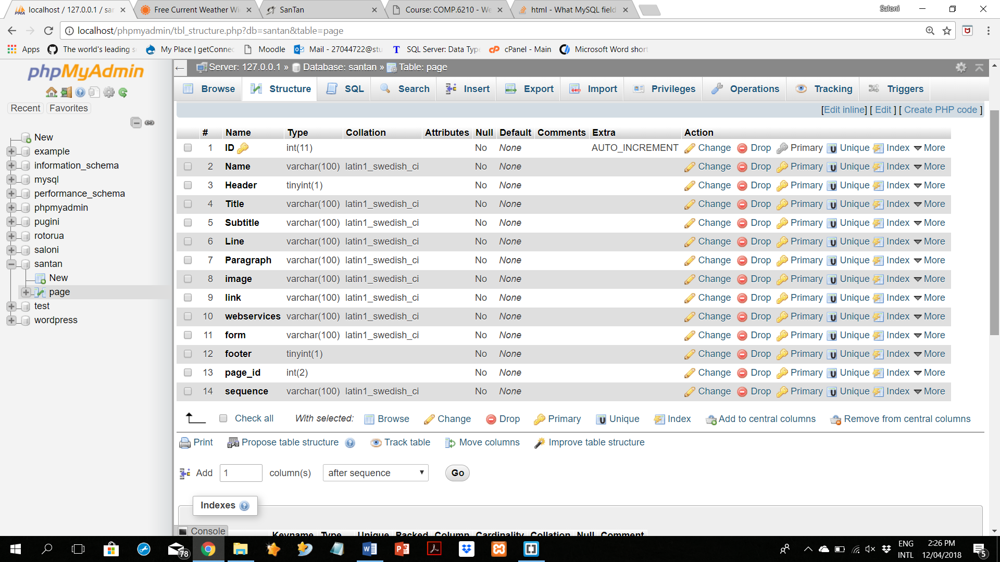 localhost / 127.0.0.1 / sar
Free Current Weather Wi
SanTan
Course: COMP.6210 - We
html - What MySQL field
Saloni
localhost/phpmyadmin/tbl_structure.php?db=santan&table=page
Apps
The world's leading s
My Place | getConnec
Moodle
Mail - 27044722@stu
SQL Server: Data Type
cPanel - Main
Microsoft Word short
phpMyAdmin
Recent
Favorites
New
example
information_schema
mysql
performance_schema
phpmyadmin
pugini
rotorua
saloni
santan
New
page
test
wordpress
Server: 127.0.0.1 » Database: santan » Table: page
Browse Structure SQL Search Insert Export Import Privileges Operations Tracking Triggers
[Edit inline] [ Edit ] [ Create PHP code ]
# Name Type Collation Attributes Null Default Comments Extra Action
1 ID int(11) No None AUTO_INCREMENT Change Drop Primary Unique Index More
2 Name varchar(100) latin1_swedish_ci No None Change Drop Primary Unique Index More
3 Header tinyint(1) No None Change Drop Primary Unique Index More
4 Title varchar(100) latin1_swedish_ci No None Change Drop Primary Unique Index More
5 Subtitle varchar(100) latin1_swedish_ci No None Change Drop Primary Unique Index More
6 Line varchar(100) latin1_swedish_ci No None Change Drop Primary Unique Index More
7 Paragraph varchar(100) latin1_swedish_ci No None Change Drop Primary Unique Index More
8 image varchar(100) latin1_swedish_ci No None Change Drop Primary Unique Index More
9 link varchar(100) latin1_swedish_ci No None Change Drop Primary Unique Index More
10 webservices varchar(100) latin1_swedish_ci No None Change Drop Primary Unique Index More
11 form varchar(100) latin1_swedish_ci No None Change Drop Primary Unique Index More
12 footer tinyint(1) No None Change Drop Primary Unique Index More
13 page_id int(2) No None Change Drop Primary Unique Index More
14 sequence varchar(100) latin1_swedish_ci No None Change Drop Primary Unique Index More
Check all With selected: Browse Change Drop Primary Unique Index Add to central columns Remove from central columns
Print Propose table structure Track table Move columns Improve table structure
Add 1 column(s) after sequence Go
Indexes
Console
Keyname Type Unique Packed Column Cardinality Collation Null Comment
78
ENG
INTL
2:26 PM
12/04/2018
5